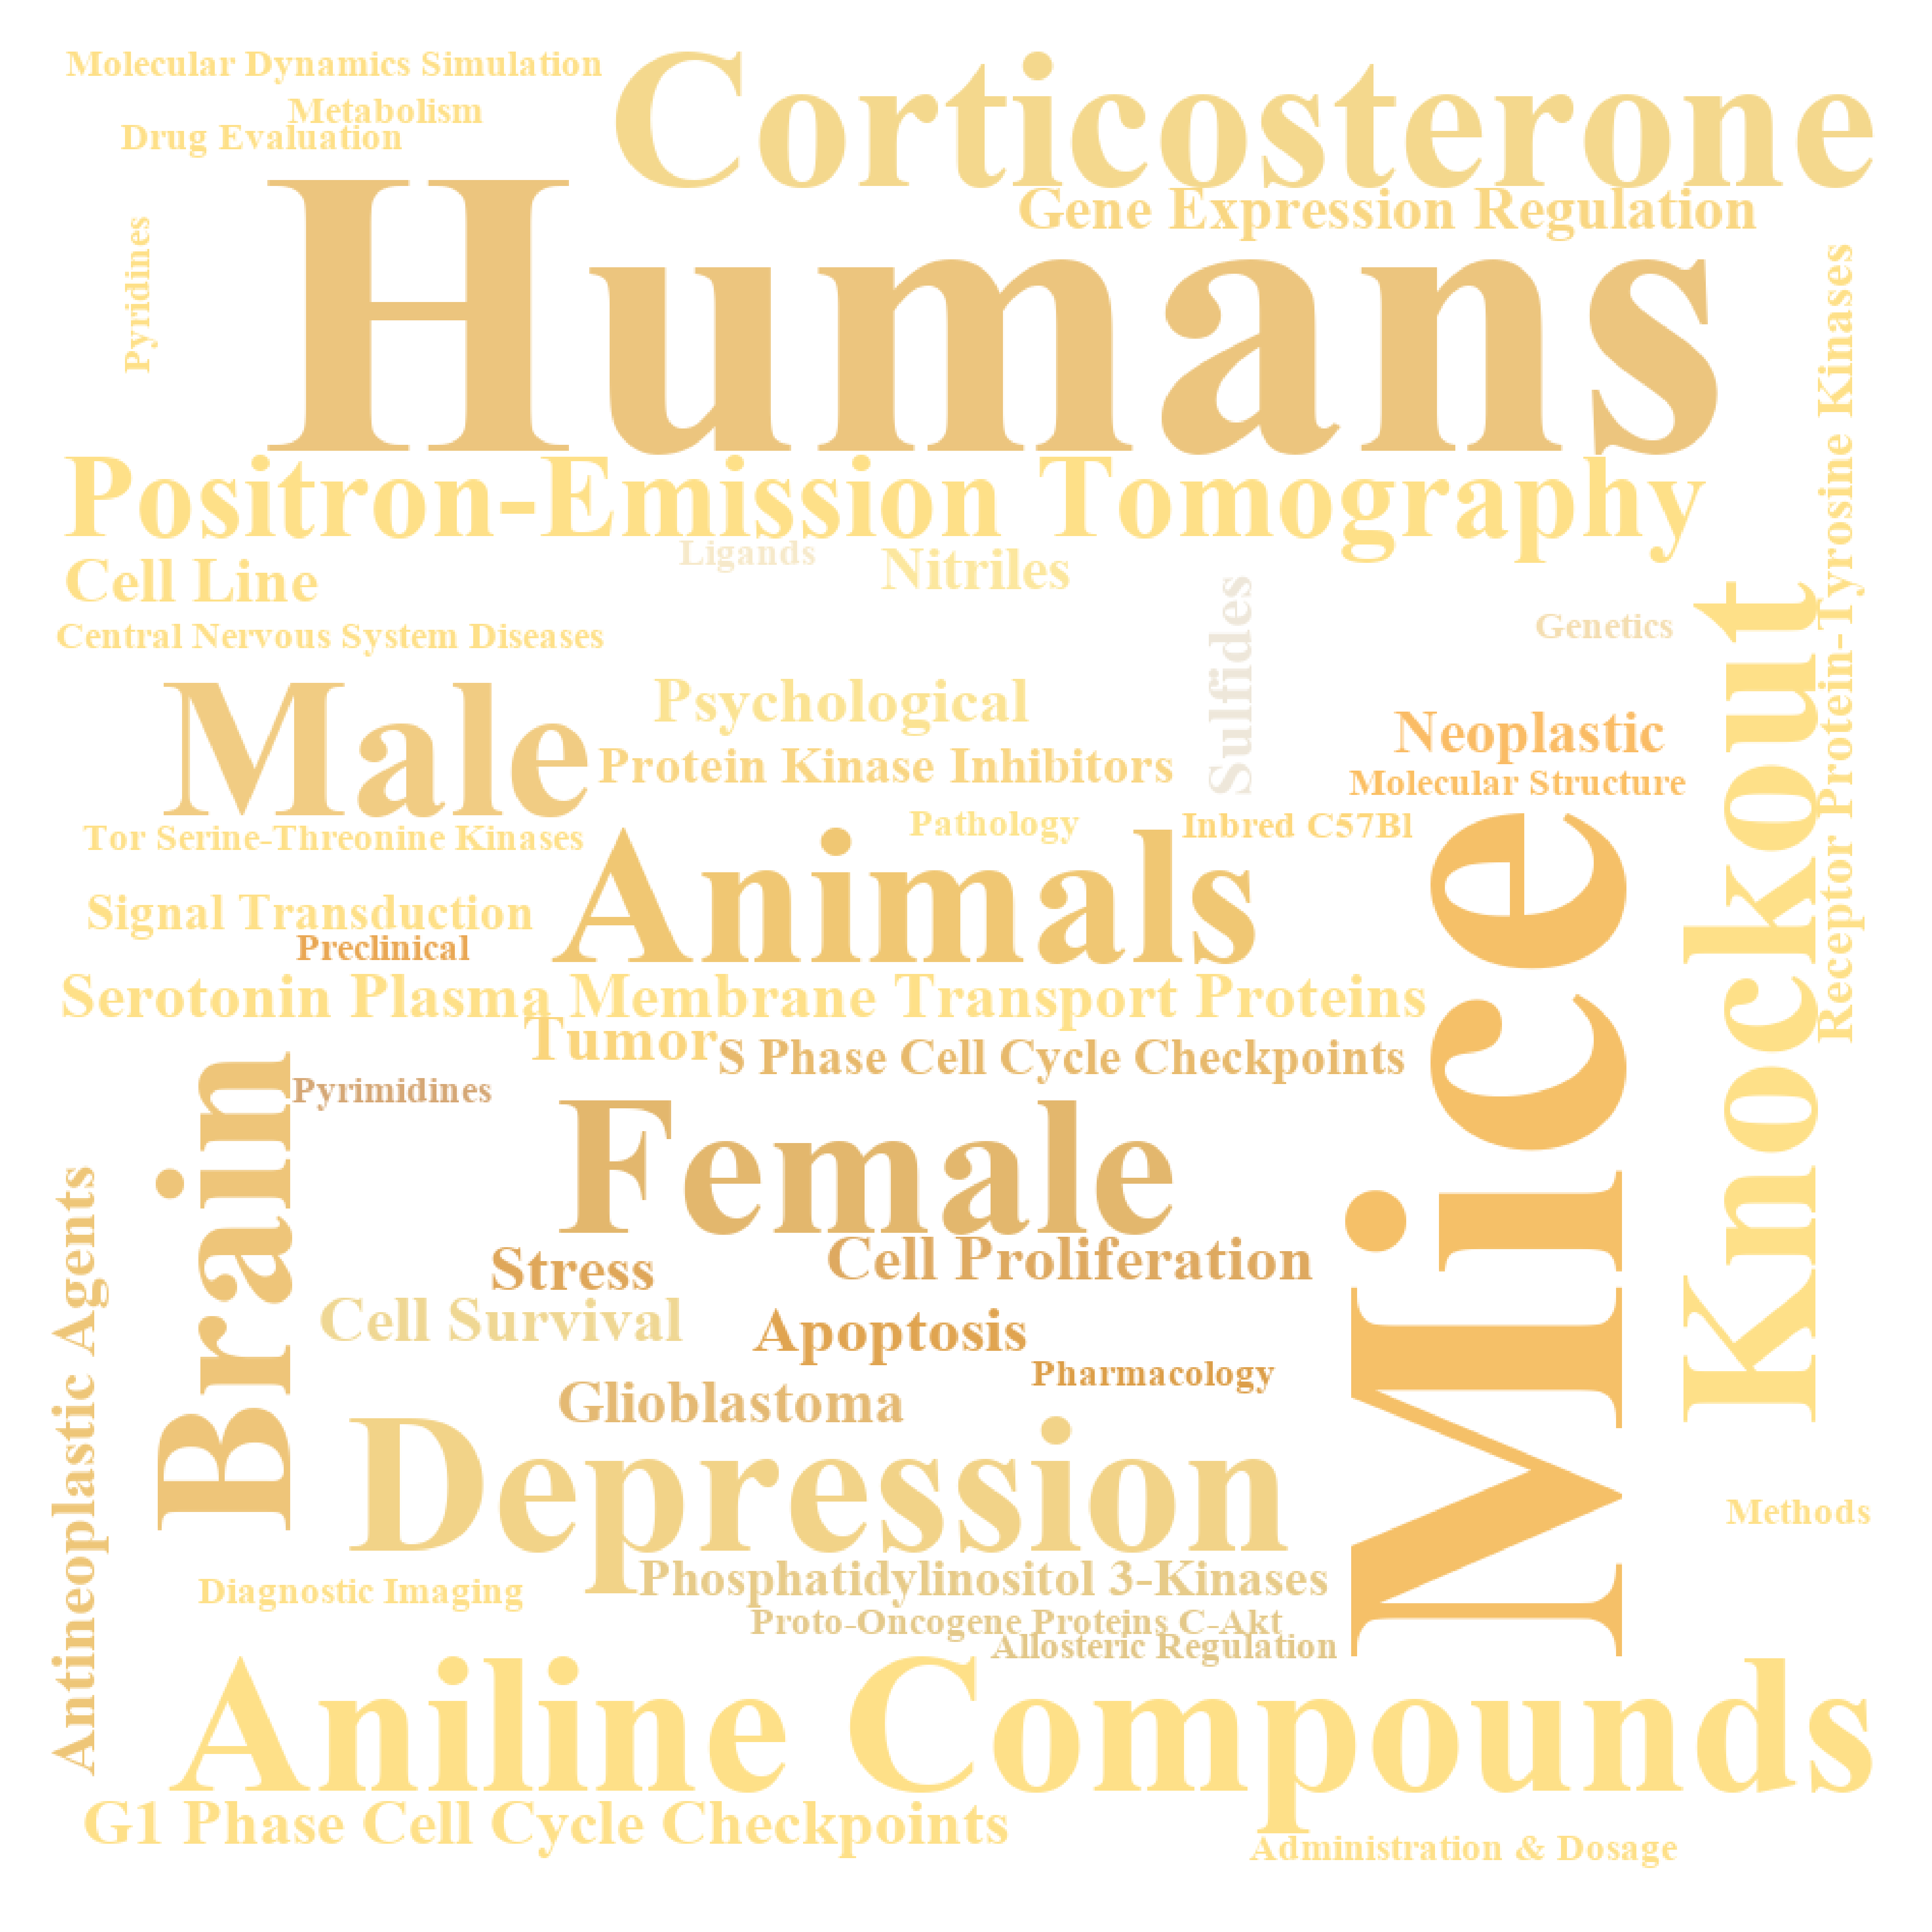 Molecular Dynamics Simulation
Corticosterone
Metabolism
Drug Evaluation
Gene Expression Regulation
Humans
Pyridines
Receptor Protein-Tyrosine Kinases
Positron-Emission Tomography
Ligands
Nitriles
Cell Line
Sulfides
Genetics
Central Nervous System Diseases
Knockout
Male
Psychological
Neoplastic
Protein Kinase Inhibitors
Molecular Structure
Tor Serine-Threonine Kinases
Pathology
Inbred C57Bl
Animals
Mice
Signal Transduction
Preclinical
Serotonin Plasma Membrane Transport Proteins
Tumor
S Phase Cell Cycle Checkpoints
Brain
Pyrimidines
Female
Antineoplastic Agents
Stress
Cell Proliferation
Cell Survival
Apoptosis
Pharmacology
Glioblastoma
Depression
Methods
Diagnostic Imaging
Phosphatidylinositol 3-Kinases
Proto-Oncogene Proteins C-Akt
Allosteric Regulation
Aniline Compounds
G1 Phase Cell Cycle Checkpoints
Administration & Dosage